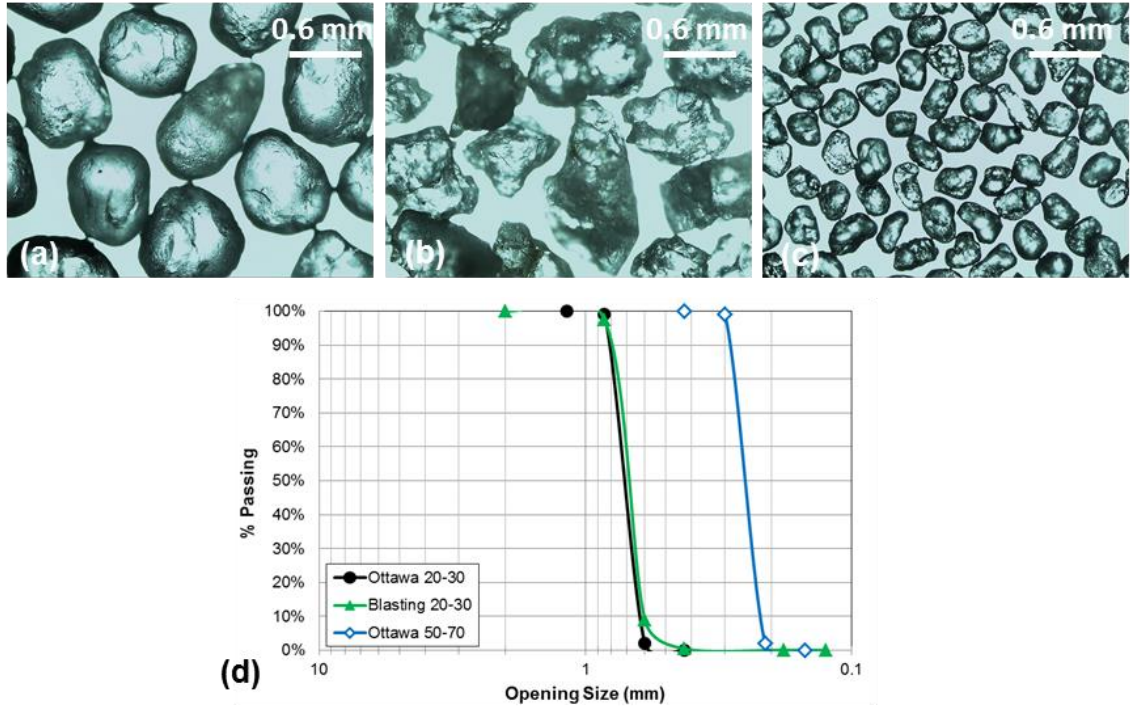 0.6 mm
0.6 mm
0.6 mm
(a)
(b)
(c)
100%
90%
80%
70%
60%
50%
40%
30%
20%
10%
0%
% Passing
Ottawa 20-30
Blasting 20-30
Ottawa 50-70
10
1
0.1
(d)
Opening Size (mm)